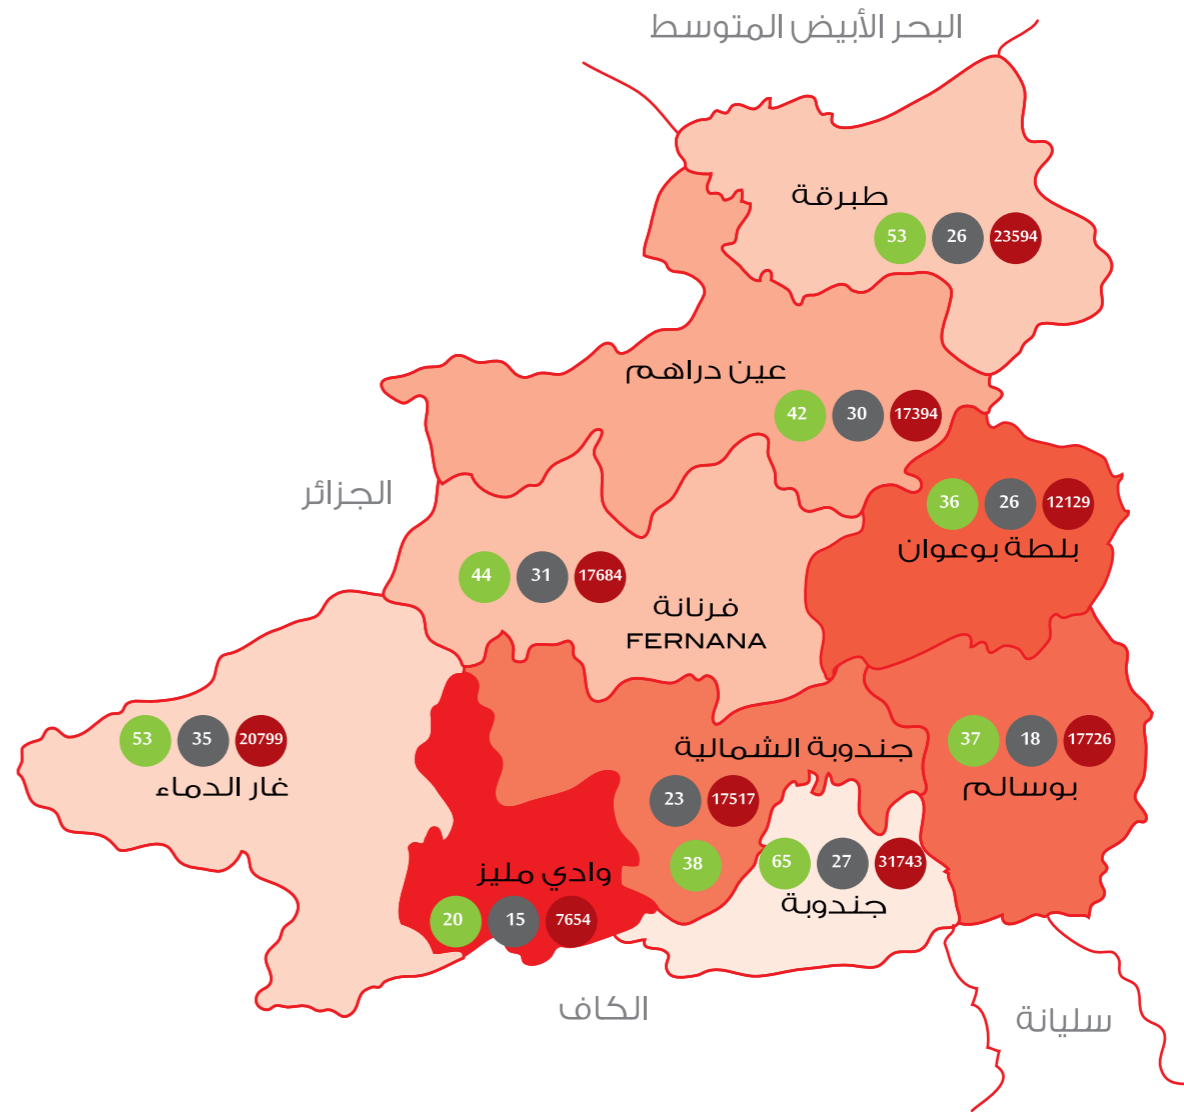 البحر الأبيض المتوسط
طبرقة
53 26 23594
عين دراهم
42 30 17394
الجزائر
36 26 12129
بلطة بوعوان
44 31 17684
فرنانة
FERNANA
53 35 20799
غار الدماء
جندوبة الشمالية
23 17517
38
37 18 17726
بوسالم
وادي مليز
20 15 7654
65 27 31743
جندوبة
الكاف
سليانة